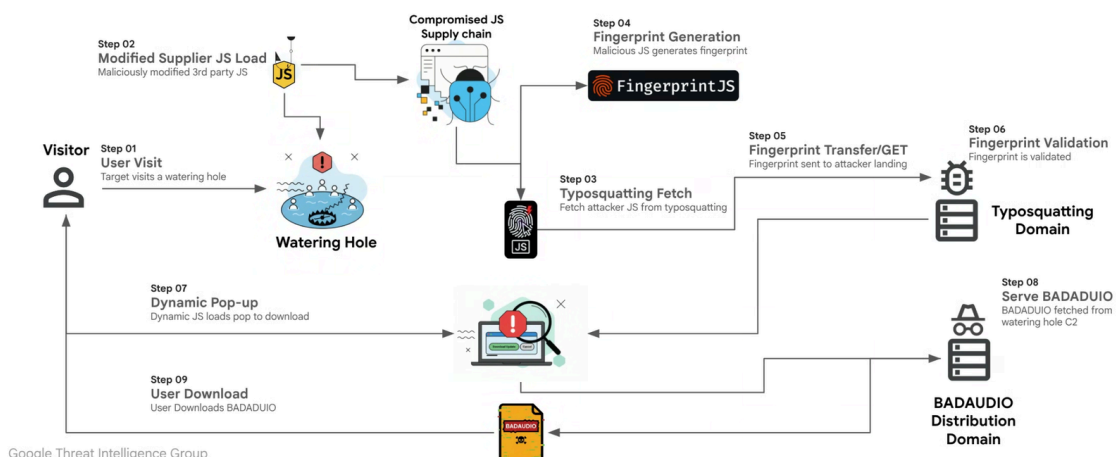 Step 02
Modified Supplier JS Load
Maliciously modified 3rd party JS
JS
Compromised JS
Supply chain
Step 04
Fingerprint Generation
Malicious JS generates fingerprint
FingerprintJS
Visitor
Step 01
User Visit
Target visits a watering hole
Watering Hole
Step 03
Typosquatting Fetch
Fetch attacker JS from typosquatting
JS
Step 05
Fingerprint Transfer/GET
Fingerprint sent to attacker landing
Step 06
Fingerprint Validation
Fingerprint is validated
Typosquatting
Domain
Step 07
Dynamic Pop-up
Dynamic JS loads pop to download
Step 08
Serve BADADUIO
BADADUIO fetched from
watering hole C2
BADAUDIO
Distribution
Domain
Step 09
User Download
User Downloads BADADUIO
BADAUDIO
Google Threat Intelligence Group